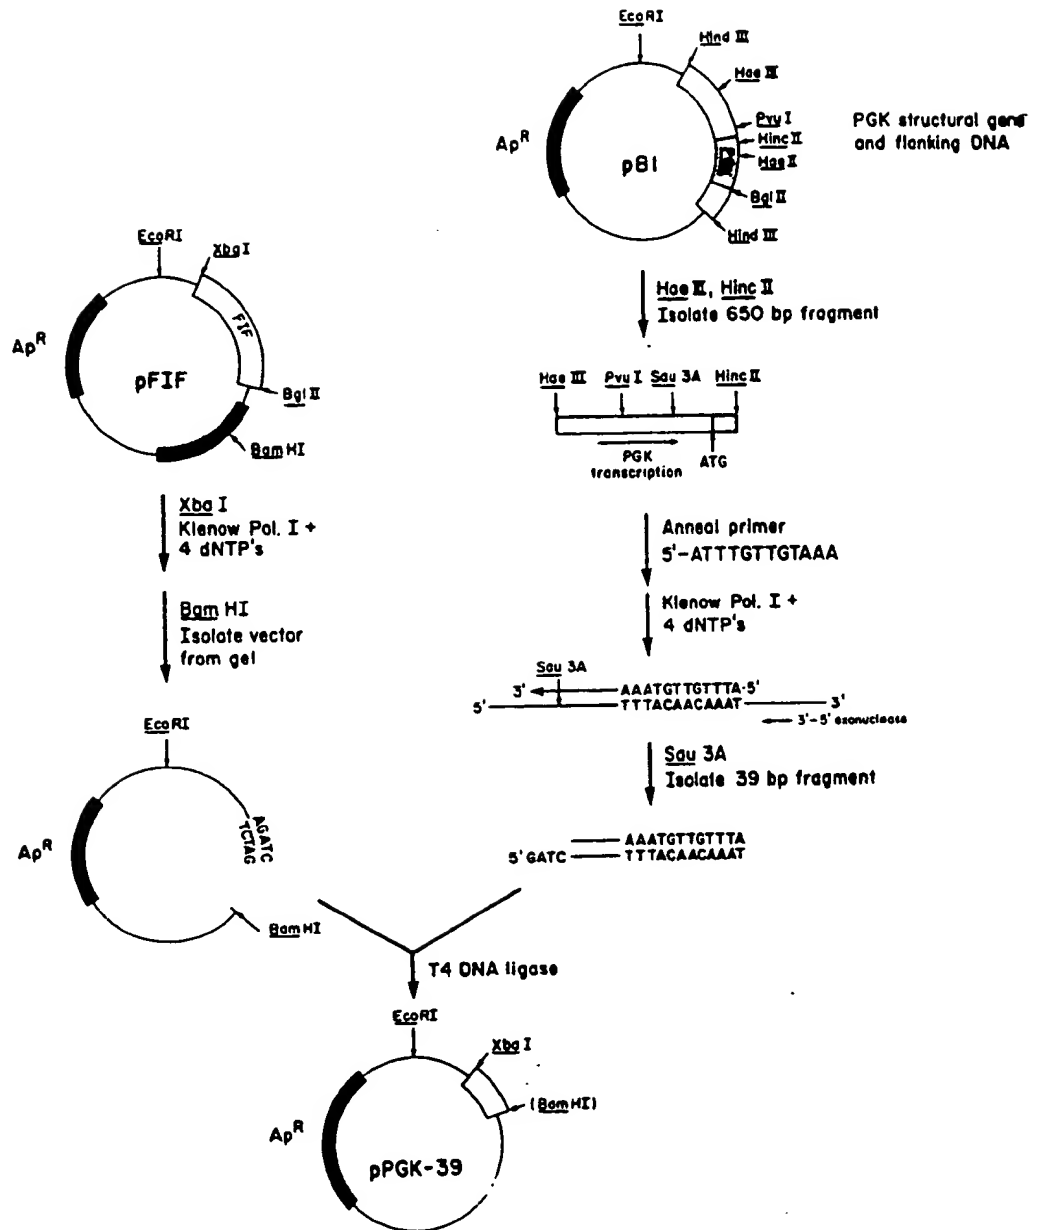 EcoRI
Hind III
Hae III
Pvu I
Hinc II
Hae II
Bgl II
Hind III
Ap^R
pB1
PGK structural gene
and flanking DNA
Hae III, Hinc II
Isolate 650 bp fragment
Hae III Pvu I Sau 3A Hinc II
PGK
transcription
ATG
Anneal primer
5'-ATTTGTTGTAAA
Klenow Pol. I +
4 dNTP's
Sau 3A
3' AAATGTTGTTTA-5'
5' TTTACAACAAAT 3'
3'-5' exonuclease
Sau 3A
Isolate 39 bp fragment
AAATGTTGTTTA
5' GATC TTTACAACAAAT
EcoRI
Xba I
FIF
Ap^R
pFIF
Bgl II
Bam HI
Xba I
Klenow Pol. I +
4 dNTP's
Bam HI
Isolate vector
from gel
EcoRI
AGATC
TCTAG
Ap^R
Bam HI
T4 DNA ligase
EcoRI
Xba I
(Bam HI)
Ap^R
pPGK-39